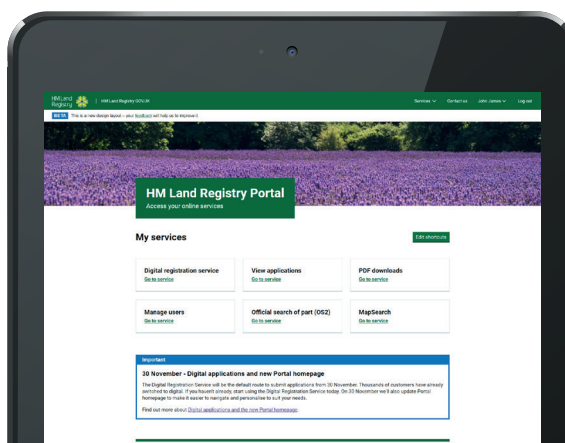 HM Land
Registry
HM Land Registry GOV.UK
Services
Contact us
John James
Log out
BETA This is a new design layout – your feedback will help us to improve it
HM Land Registry Portal
Access your online services
My services
Edit shortcuts
Digital registration service
Go to service
View applications
Go to service
PDF downloads
Go to service
Manage users
Go to service
Official search of part (OS2)
Go to service
MapSearch
Go to service
Important
30 November - Digital applications and new Portal homepage
The Digital Registration Service will be the default route to submit applications from 30 November. Thousands of customers have already
switched to digital. If you haven't already, start using the Digital Registration Service today. On 30 November we'll also update Portal
homepage to make it easier to navigate and personalise to suit your needs.
Find out more about Digital applications and the new Portal homepage.